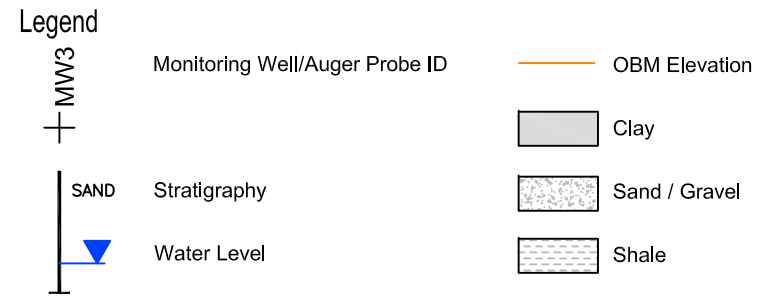 Legend
MW3
Monitoring Well/Auger Probe ID
SAND
Stratigraphy
Water Level
OBM Elevation
Clay
Sand / Gravel
Shale